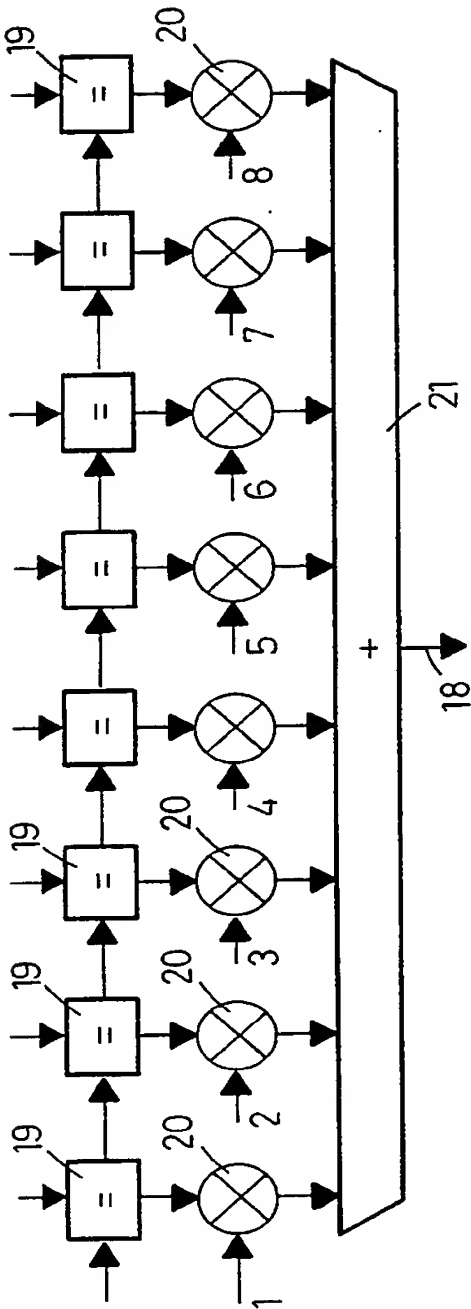 19 19 19 19
= = = = = = = =
20 20 20 20
1 2 3 4 5 6 7 8
+ 21
18